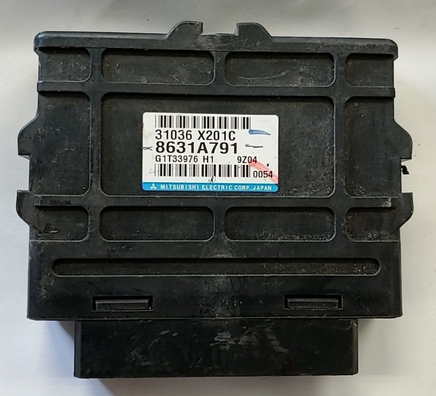 31036 X201C
8631A791
G1T33976 H1 9Z04
0054
MITSUBISHI ELECTRIC CORP. JAPAN